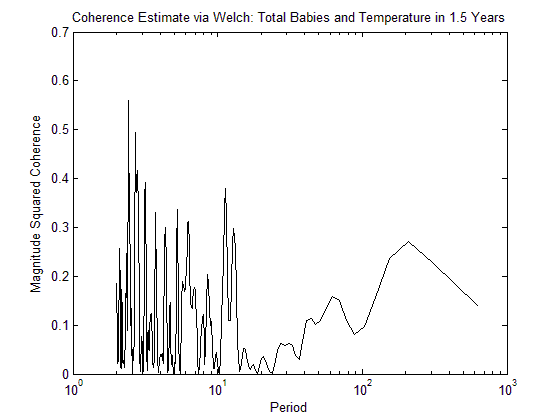 Coherence Estimate via Welch: Total Babies and Temperature in 1.5 Years
0.7
0.6
0.5
0.4
0.3
0.2
0.1
0
Magnitude Squared Coherence
10^0 10^1 10^2 10^3
Period